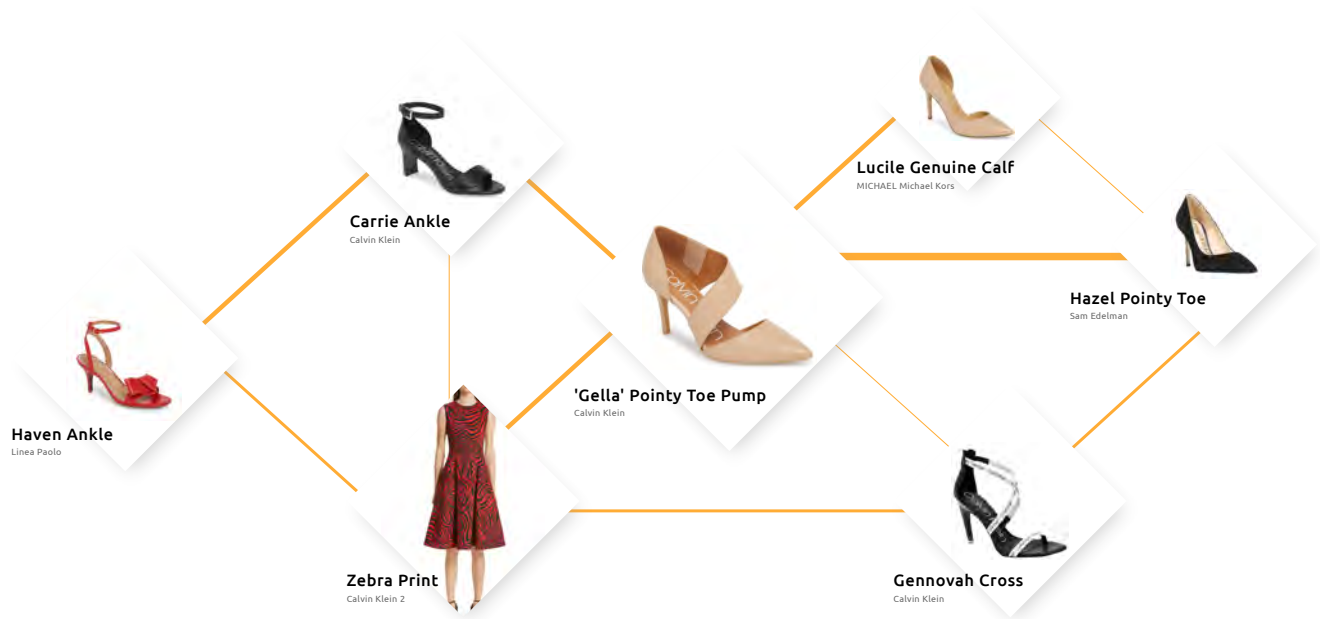 Lucile Genuine Calf
MICHAEL Michael Kors
Carrie Ankle
Calvin Klein
Hazel Pointy Toe
Sam Edelman
'Gella' Pointy Toe Pump
Calvin Klein
Haven Ankle
Linea Paolo
Zebra Print
Calvin Klein 2
Gennovah Cross
Calvin Klein